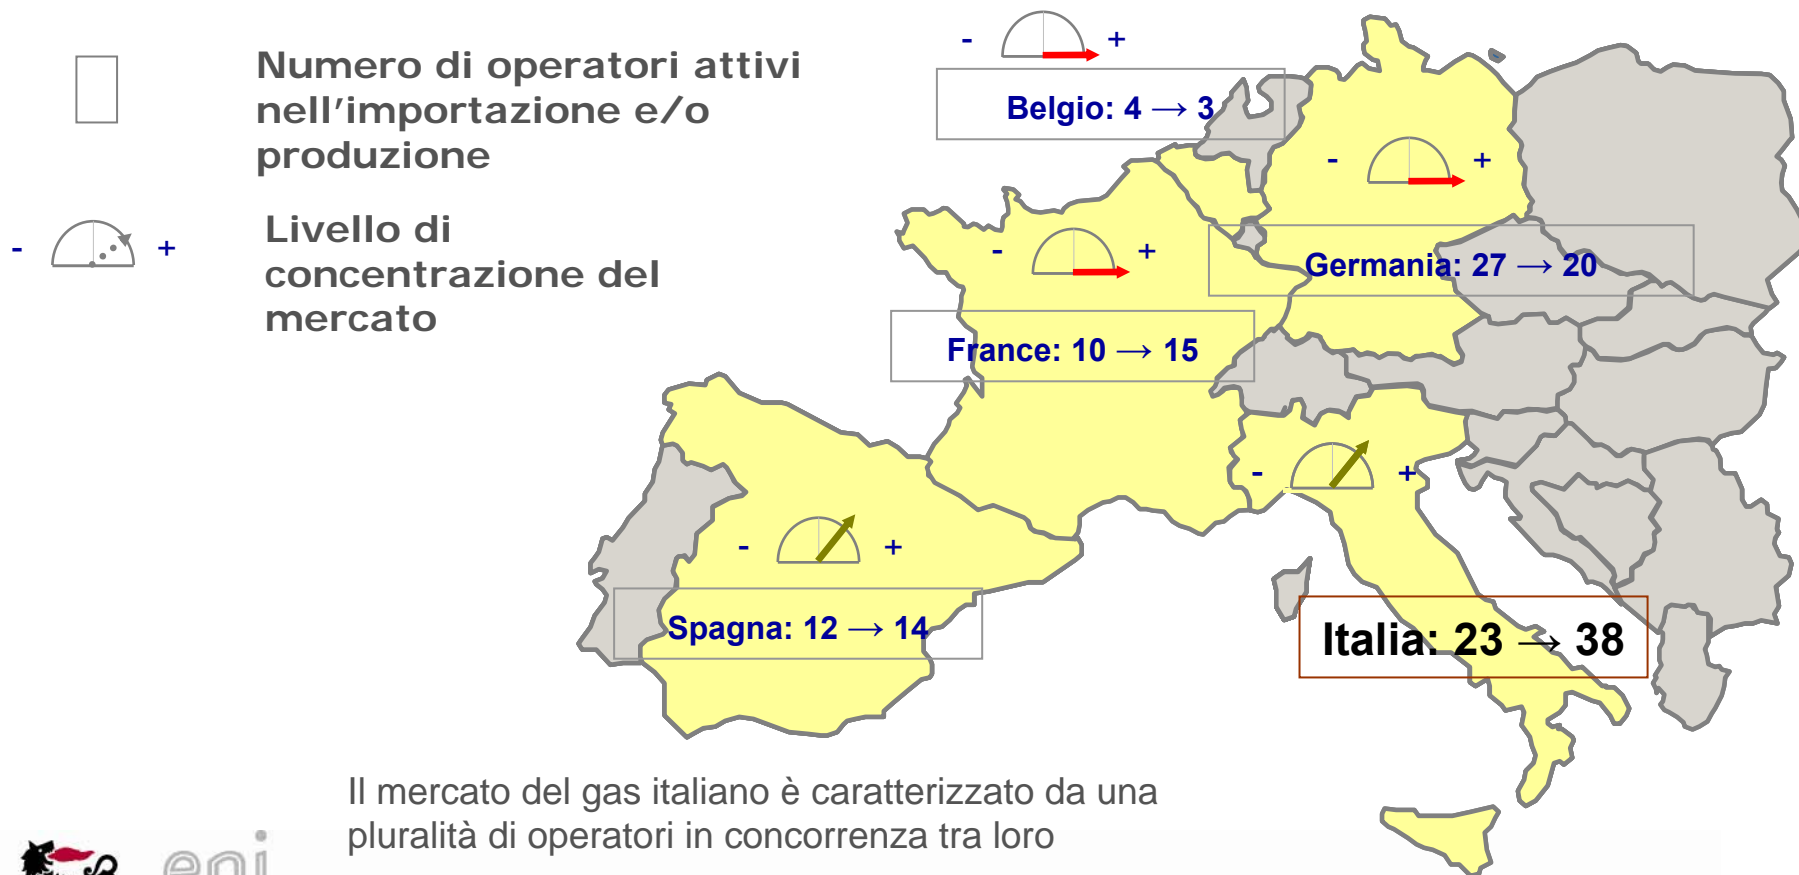 Numero di operatori attivi
nell'importazione e/o
produzione
- +
Livello di
concentrazione del
mercato
- +
Belgio: 4 → 3
- +
Germania: 27 → 20
- +
France: 10 → 15
- +
Italia: 23 → 38
- +
Spagna: 12 → 14
Il mercato del gas italiano è caratterizzato da una
pluralità di operatori in concorrenza tra loro
eni